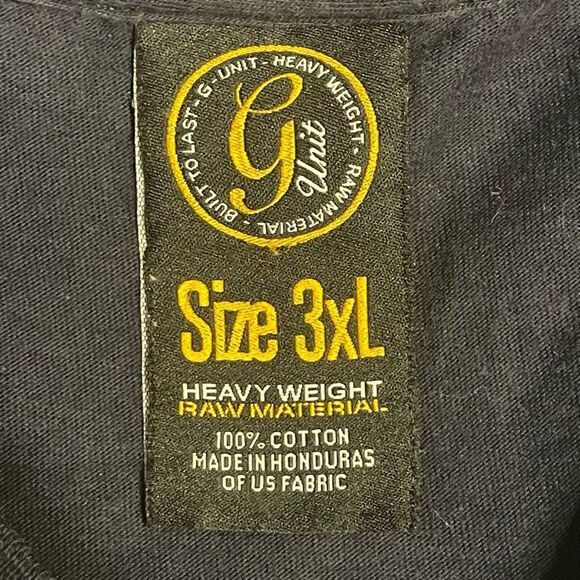 BUILT TO LAST - G - UNIT - HEAVY WEIGHT - RAW MATERIAL -
G
Unit
Size 3XL
HEAVY WEIGHT
RAW MATERIAL
100% COTTON
MADE IN HONDURAS
OF US FABRIC